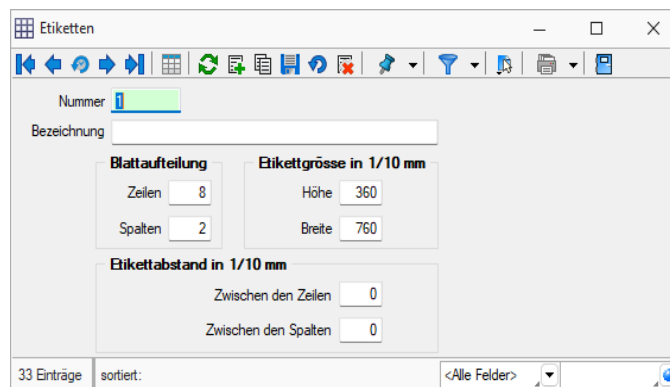 Etiketten
Nummer 1
Bezeichnung
Blattaufteilung
Zeilen 8
Spalten 2
Etikettgrösse in 1/10 mm
Höhe 360
Breite 760
Etikettabstand in 1/10 mm
Zwischen den Zeilen 0
Zwischen den Spalten 0
33 Einträge sortiert: <Alle Felder>